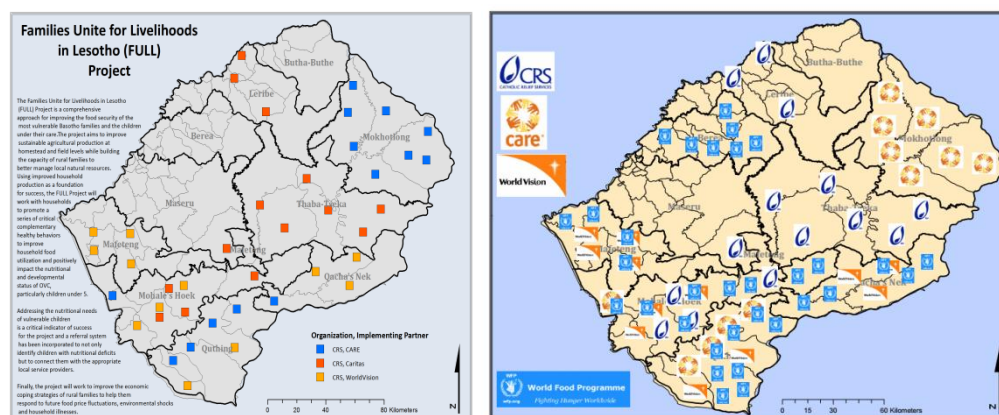 Families Unite for Livelihoods
in Lesotho (FULL)
Project
The Families Unite for Livelihoods in Lesotho
(FULL) Project is a comprehensive
approach for improving the food security of the
most vulnerable Basotho families and the children
under their care.The project aims to improve
sustainable agricultural production at
homestead and field levels while building
the capacity of rural families to
better manage local natural resources.
Using improved household
production as a foundation
for success, the FULL Project will
work with households
to promote a
series of critical
complementary
healthy behaviors
to improve
household food
utilization and positively
impact the nutritional
and developmental
status of OVC,
particularly children under 5.
Addressing the nutritional needs
of vulnerable children
is a critical indicator of success
for the project and a referral system
has been incorporated to not only
identify children with nutritional deficits
but to connect them with the appropriate
local service providers.
Finally, the project will work to improve the economic
coping strategies of rural families to help them
respond to future food price fluctuations, environmental shocks
and household illnesses.
Butha-Buthe
Leribe
Berea
Mokhotlong
Maseru
Thaba-Tseka
Mafeteng
Mafeteng
Qacha's Nek
Mohale's Hoek
Quthing
Organization, Implementing Partner
CRS, CARE
CRS, Caritas
CRS, WorldVision
0 20 40 80
Kilometers
N
CRS
CATHOLIC RELIEF SERVICES
care
World Vision
Butha-Buthe
Leribe
Mokhotlong
Maseru
Mafeteng
WFP
wfp.org
World Food Programme
Fighting Hunger Worldwide
0 15 30 60
Kilometers
N